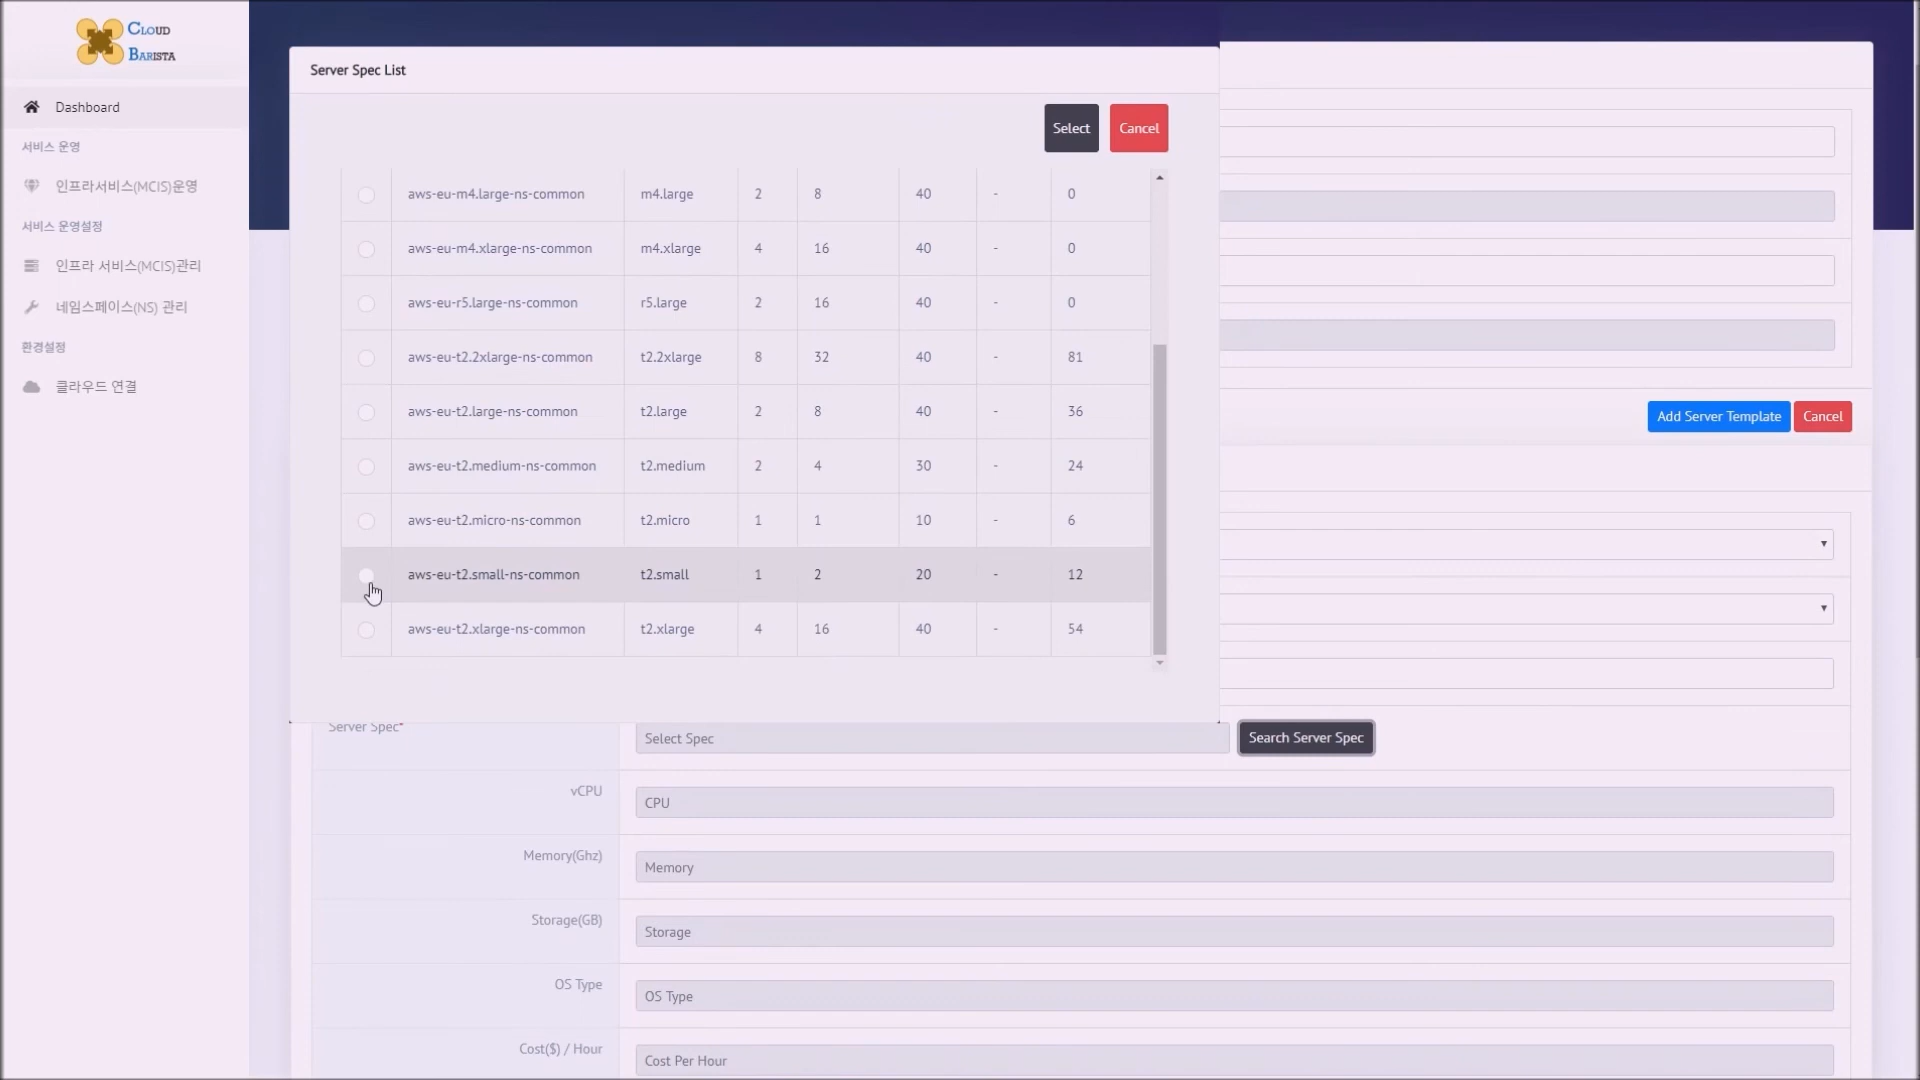 CLOUD
BARISTA
Dashboard
서비스 운영
인프라서비스(MCIS)운영
서비스 운영설정
인프라 서비스(MCIS)관리
네임스페이스(NS) 관리
환경설정
클라우드 연결
Server Spec List
Select Cancel
aws-eu-m4.large-ns-common m4.large 2 8 40 - 0
aws-eu-m4.xlarge-ns-common m4.xlarge 4 16 40 - 0
aws-eu-r5.large-ns-common r5.large 2 16 40 - 0
aws-eu-t2.2xlarge-ns-common t2.2xlarge 8 32 40 - 81
aws-eu-t2.large-ns-common t2.large 2 8 40 - 36
aws-eu-t2.medium-ns-common t2.medium 2 4 30 - 24
aws-eu-t2.micro-ns-common t2.micro 1 1 10 - 6
aws-eu-t2.small-ns-common t2.small 1 2 20 - 12
aws-eu-t2.xlarge-ns-common t2.xlarge 4 16 40 - 54
Add Server Template Cancel
Server Spec* Select Spec Search Server Spec
vCPU CPU
Memory(Ghz) Memory
Storage(GB) Storage
OS Type OS Type
Cost($) / Hour Cost Per Hour